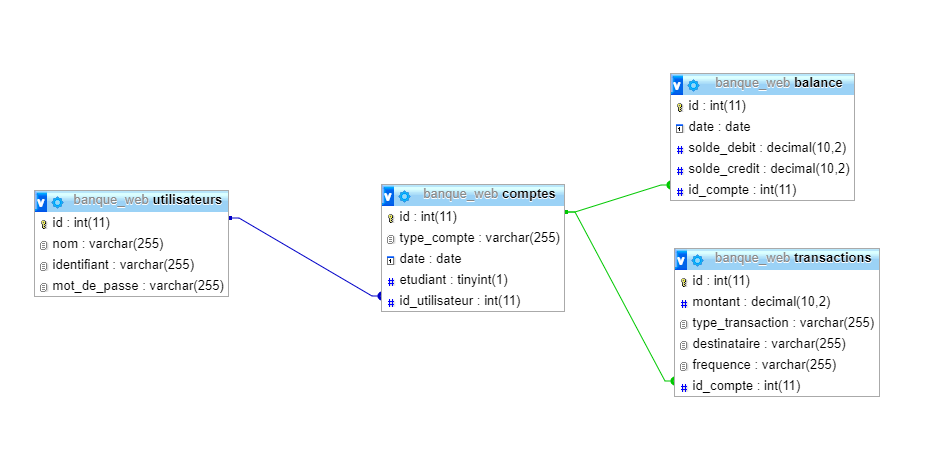 banque_web utilisateurs
id : int(11)
nom : varchar(255)
identifiant : varchar(255)
mot_de_passe : varchar(255)
banque_web comptes
id : int(11)
type_compte : varchar(255)
date : date
etudiant : tinyint(1)
id_utilisateur : int(11)
banque_web balance
id : int(11)
date : date
solde_debit : decimal(10,2)
solde_credit : decimal(10,2)
id_compte : int(11)
banque_web transactions
id : int(11)
montant : decimal(10,2)
type_transaction : varchar(255)
destinataire : varchar(255)
frequence : varchar(255)
id_compte : int(11)